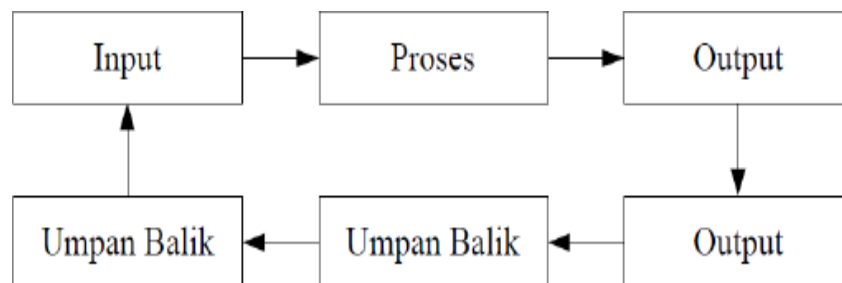 Input
Proses
Output
Umpan Balik
Umpan Balik
Output